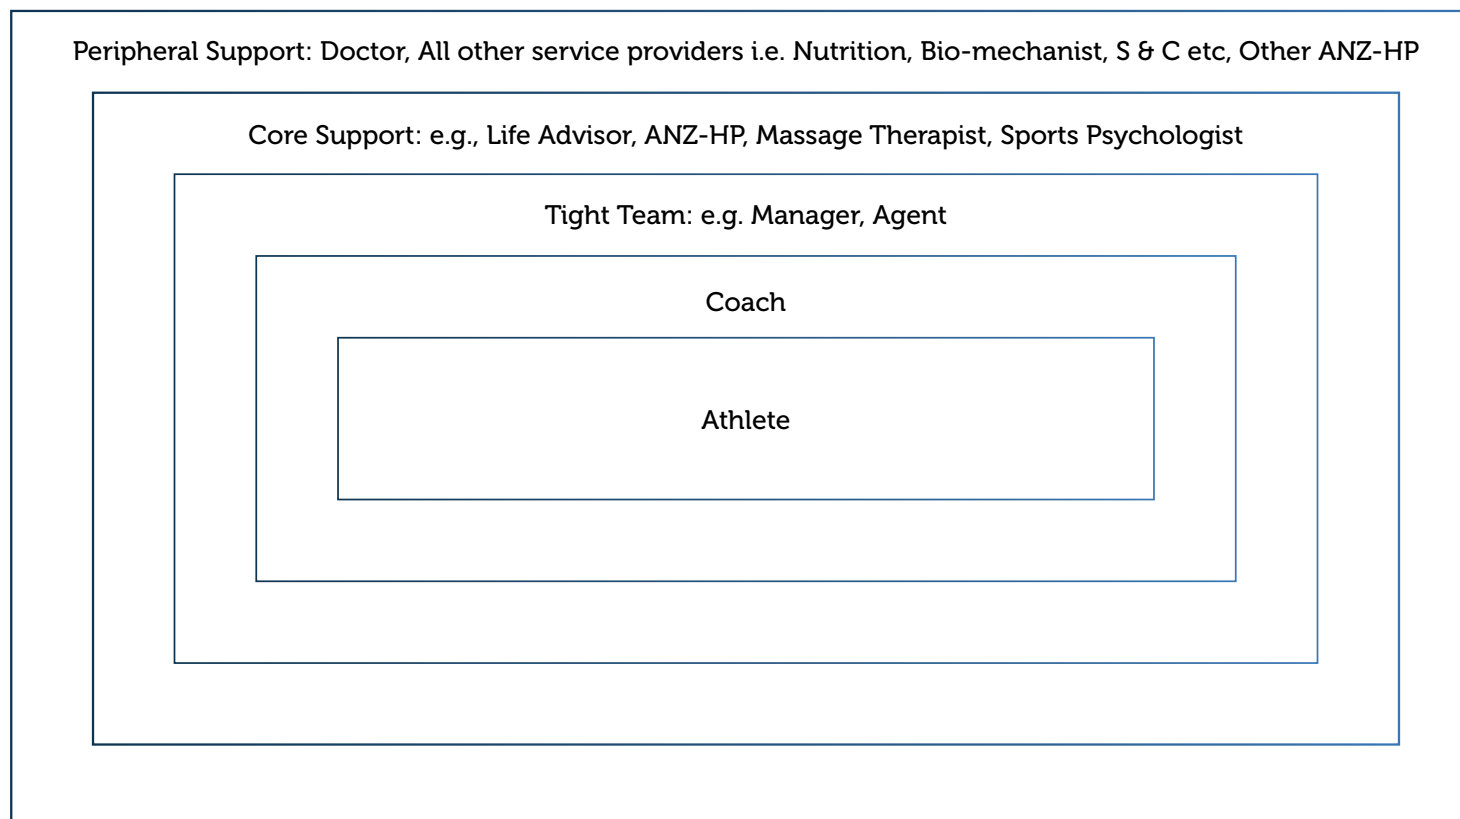 Peripheral Support: Doctor, All other service providers i.e. Nutrition, Bio-mechanist, S & C etc, Other ANZ-HP
Core Support: e.g., Life Advisor, ANZ-HP, Massage Therapist, Sports Psychologist
Tight Team: e.g. Manager, Agent
Coach
Athlete